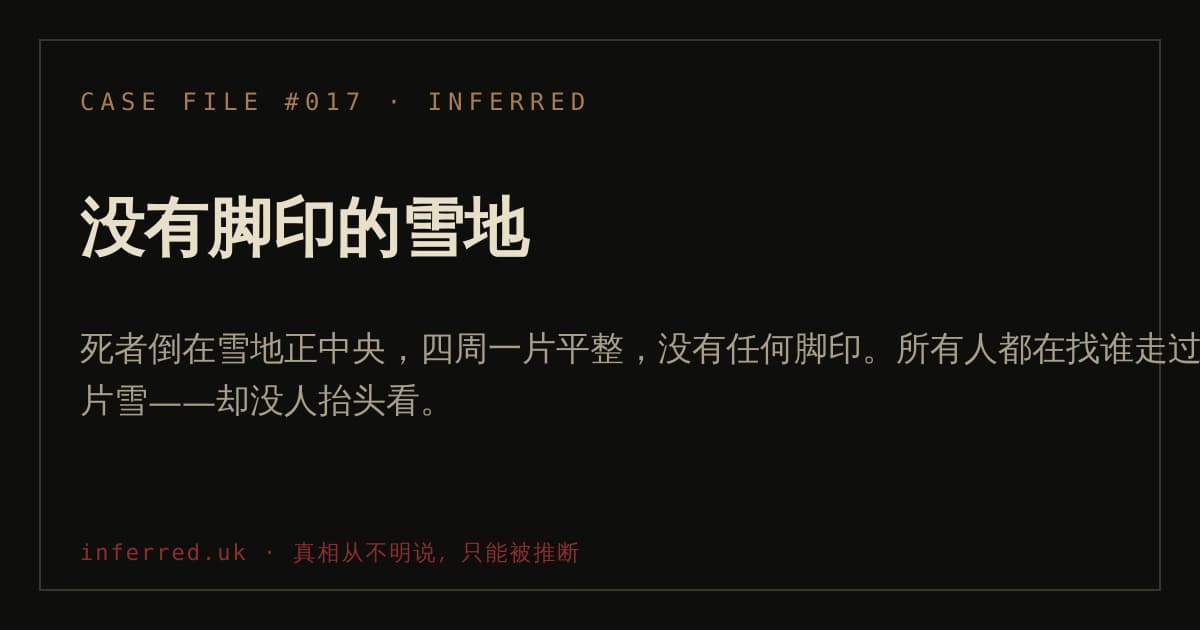 CASE FILE #017 · INFERRED
没有脚印的雪地
死者倒在雪地正中央，四周一片平整，没有任何脚印。所有人都在找谁走过
片雪——却没人抬头看。
inferred.uk · 真相从不明说，只能被推断